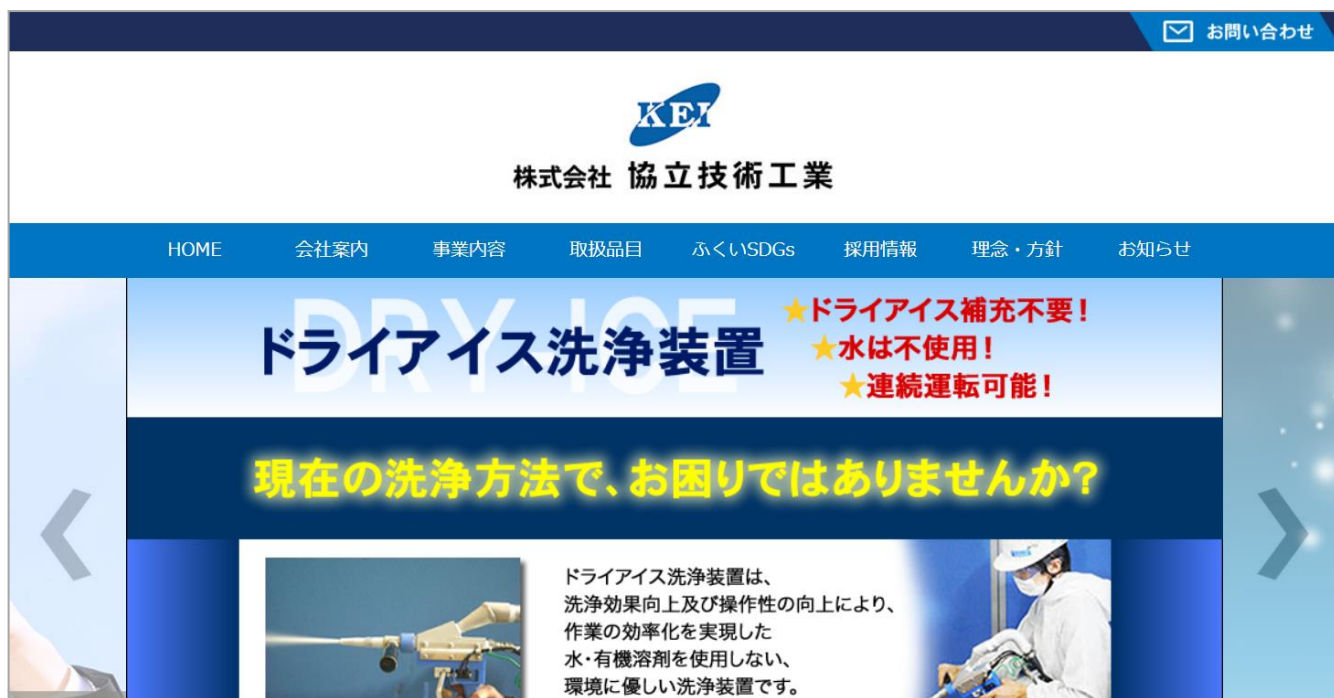 お問い合わせ
KEI
株式会社 協立技術工業
HOME 会社案内 事業内容 取扱品目 ふくいSDGs 採用情報 理念・方針 お知らせ
DRY-ICE
ドライアイス洗浄装置
★ドライアイス補充不要!
★水は不使用!
★連続運転可能!
現在の洗浄方法で、お困りではありませんか?
ドライアイス洗浄装置は、
洗浄効果向上及び操作性の向上により、
作業の効率化を実現した
水・有機溶剤を使用しない、
環境に優しい洗浄装置です。